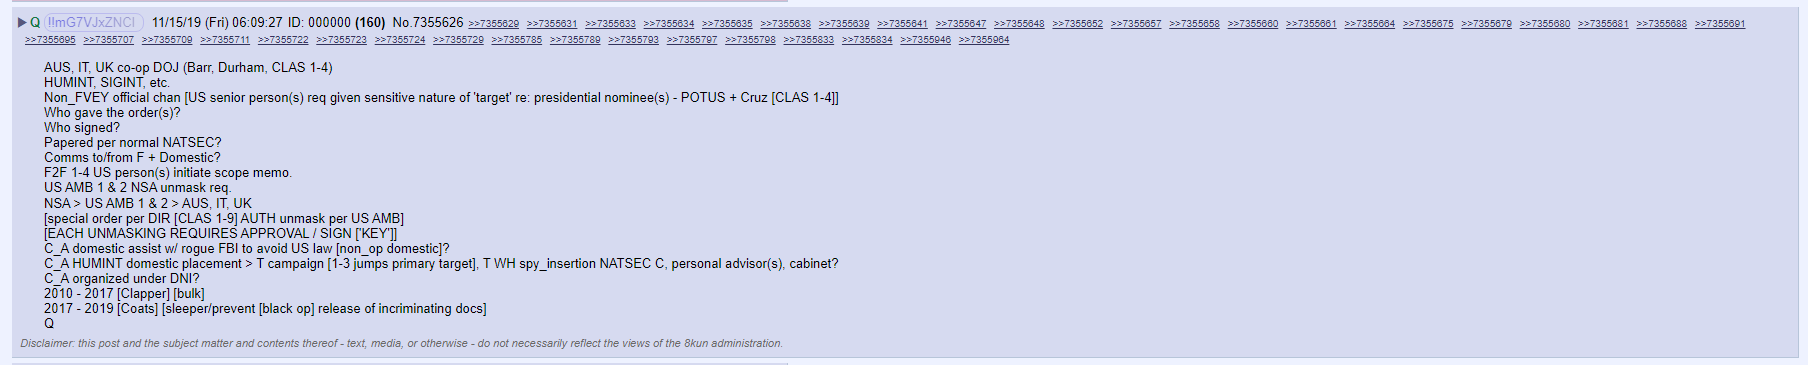 ▶ Q !!mG7VJxZNCI 11/15/19 (Fri) 06:09:27 ID: 000000 (160) No.7355626 >>7355629 >>7355631 >>7355633 >>7355634 >>7355635 >>7355638 >>7355639 >>7355641 >>7355647 >>7355648 >>7355652 >>7355657 >>7355658 >>7355660 >>7355661 >>7355664 >>7355675 >>7355679 >>7355680 >>7355681 >>7355688 >>7355691
>>7355695 >>7355707 >>7355709 >>7355711 >>7355722 >>7355723 >>7355724 >>7355729 >>7355785 >>7355789 >>7355793 >>7355797 >>7355798 >>7355833 >>7355834 >>7355946 >>7355964
AUS, IT, UK co-op DOJ (Barr, Durham, CLAS 1-4)
HUMINT, SIGINT, etc.
Non_FVEY official chan [US senior person(s) req given sensitive nature of 'target' re: presidential nominee(s) - POTUS + Cruz [CLAS 1-4]]
Who gave the order(s)?
Who signed?
Papered per normal NATSEC?
Comms to/from F + Domestic?
F2F 1-4 US person(s) initiate scope memo.
US AMB 1 & 2 NSA unmask req.
NSA > US AMB 1 & 2 > AUS, IT, UK
[special order per DIR [CLAS 1-9] AUTH unmask per US AMB]
[EACH UNMASKING REQUIRES APPROVAL / SIGN ['KEY']]
C_A domestic assist w/ rogue FBI to avoid US law [non_op domestic]?
C_A HUMINT domestic placement > T campaign [1-3 jumps primary target], T WH spy_insertion NATSEC C, personal advisor(s), cabinet?
C_A organized under DNI?
2010 - 2017 [Clapper] [bulk]
2017 - 2019 [Coats] [sleeper/prevent [black op] release of incriminating docs]
Q
Disclaimer: this post and the subject matter and contents thereof - text, media, or otherwise - do not necessarily reflect the views of the 8kun administration.